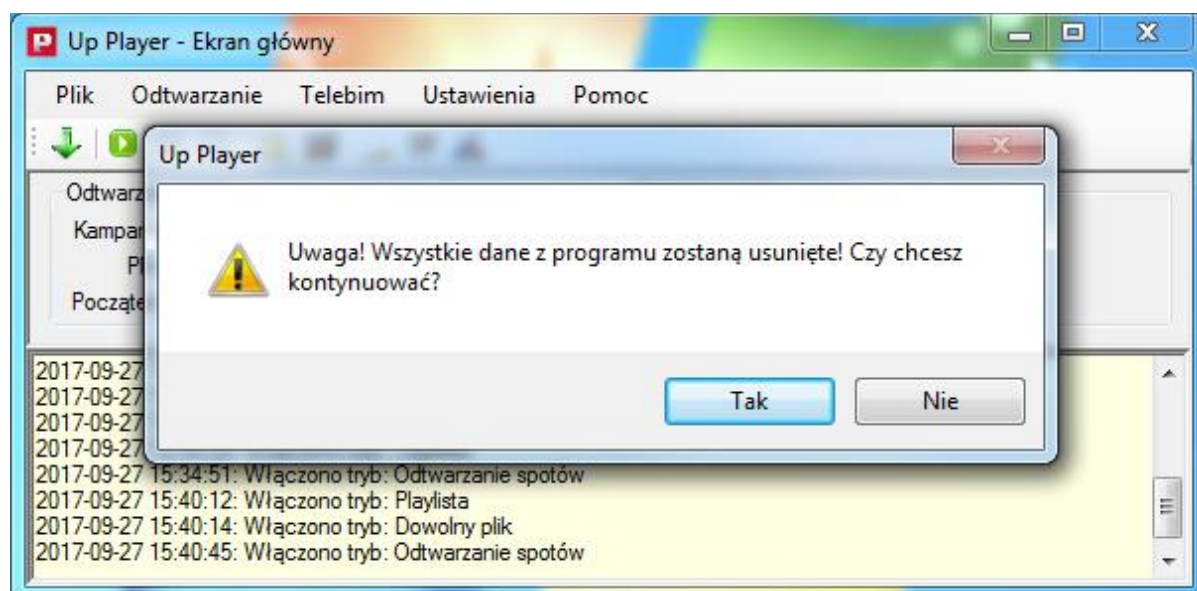 Up Player - Ekran główny
Plik Odtwarzanie Telebim Ustawienia Pomoc
Up Player
Uwaga! Wszystkie dane z programu zostaną usunięte! Czy chcesz
kontynuować?
Tak Nie
2017-09-27
2017-09-27
2017-09-27
2017-09-27
2017-09-27 15:34:51: Włączono tryb: Odtwarzanie spotów
2017-09-27 15:40:12: Włączono tryb: Playlista
2017-09-27 15:40:14: Włączono tryb: Dowolny plik
2017-09-27 15:40:45: Włączono tryb: Odtwarzanie spotów